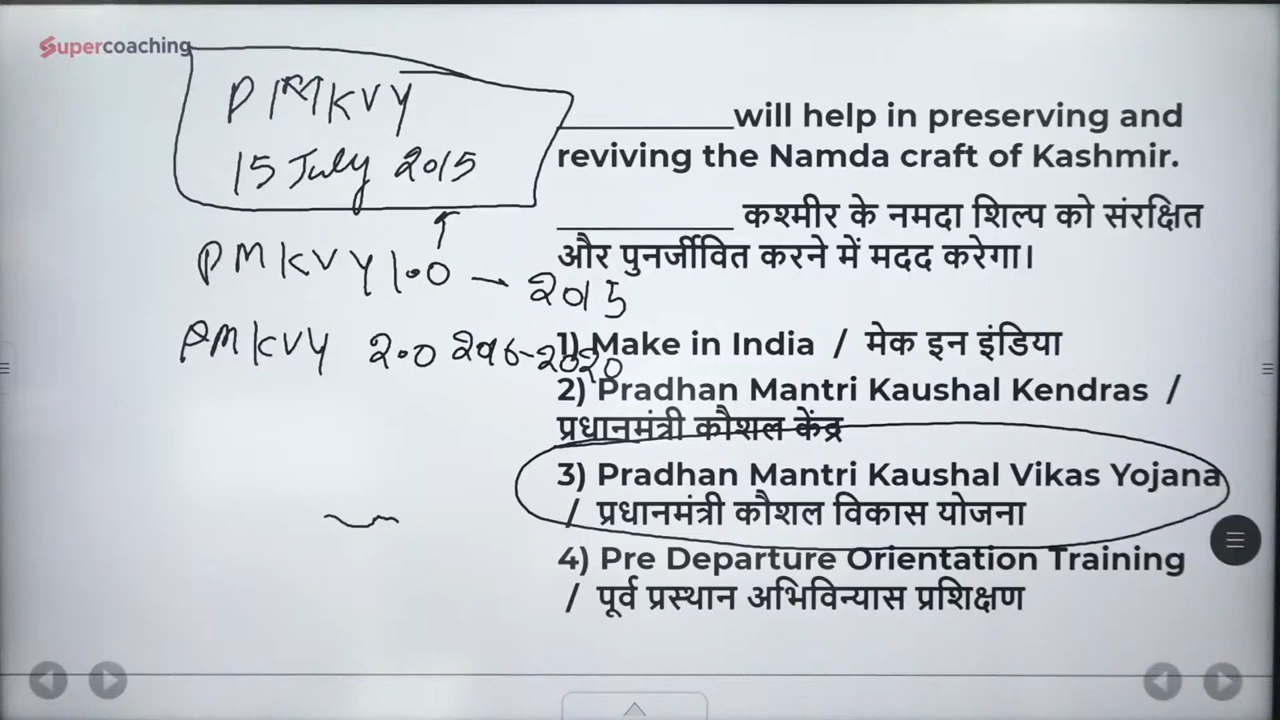 Supercoaching
PMKVY
15 July 2015
PMKVY 1.0 – 2015
PMKVY 2.0 2016-2020
__________will help in preserving and
reviving the Namda craft of Kashmir.
__________ कश्मीर के नमदा शिल्प को संरक्षित
और पुनर्जीवित करने में मदद करेगा।
1) Make in India / मेक इन इंडिया
2) Pradhan Mantri Kaushal Kendras /
प्रधानमंत्री कौशल केंद्र
3) Pradhan Mantri Kaushal Vikas Yojana
/ प्रधानमंत्री कौशल विकास योजना
4) Pre Departure Orientation Training
/ पूर्व प्रस्थान अभिविन्यास प्रशिक्षण